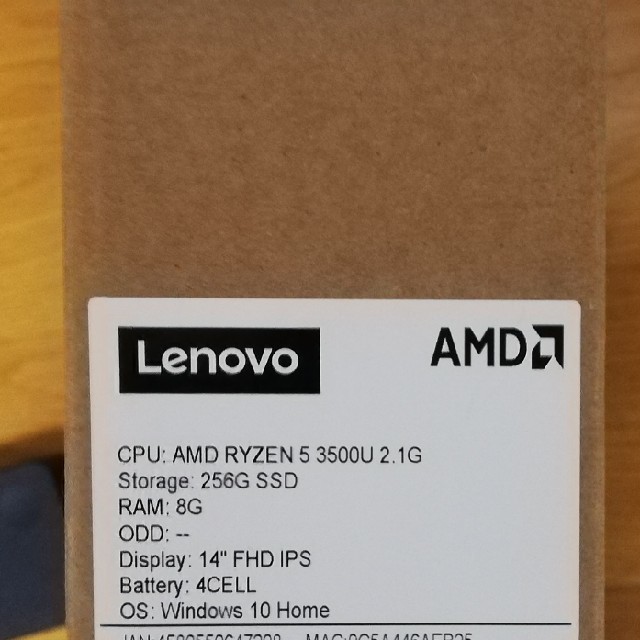 Lenovo AMD
CPU: AMD RYZEN 5 3500U 2.1G
Storage: 256G SSD
RAM: 8G
ODD: --
Display: 14" FHD IPS
Battery: 4CELL
OS: Windows 10 Home